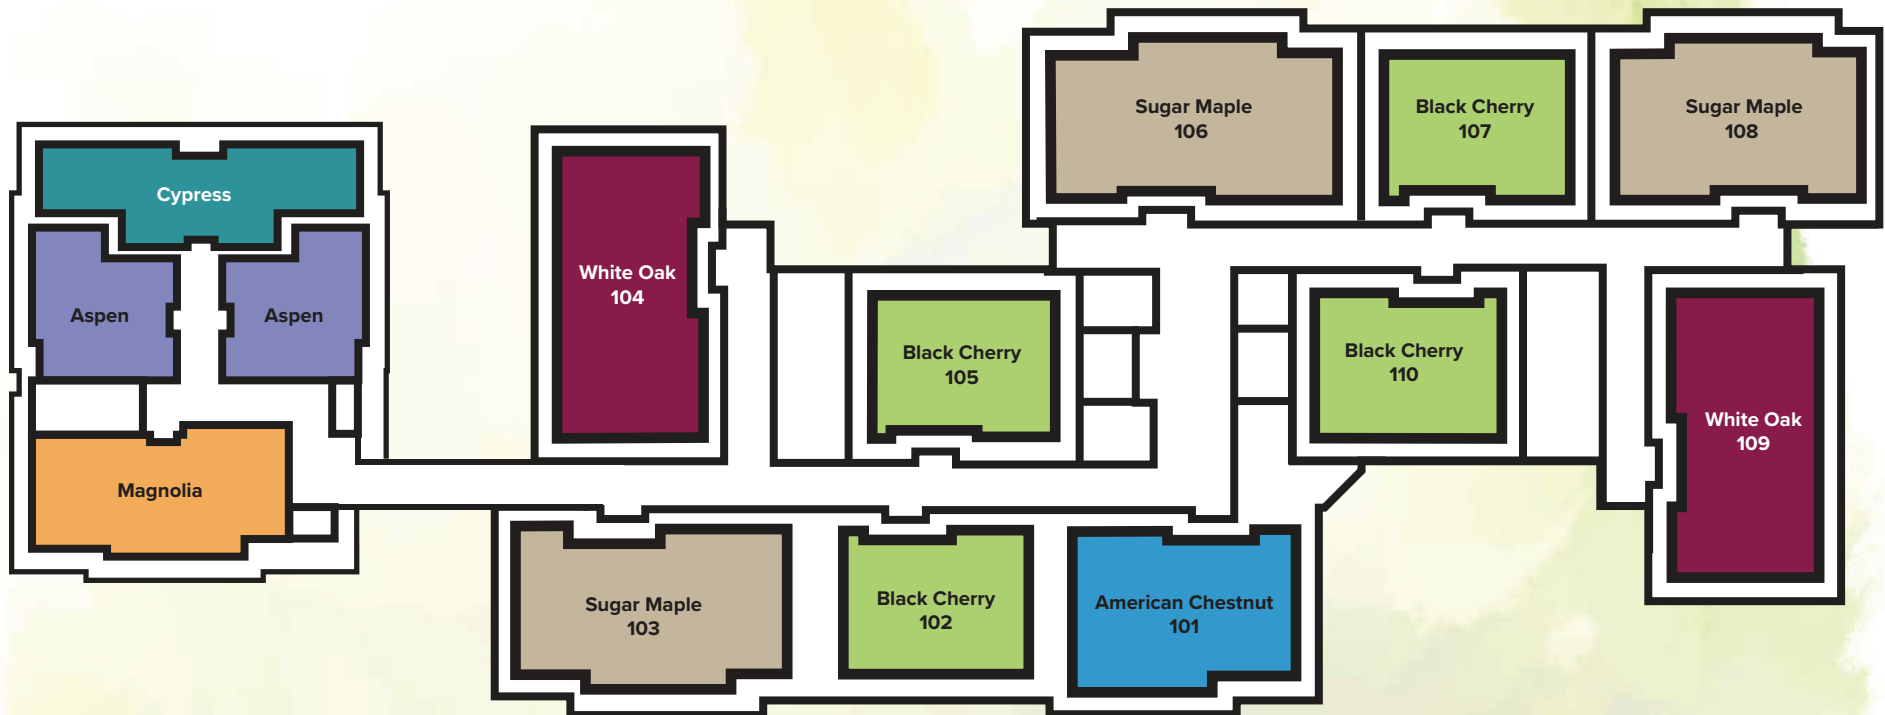 Sugar Maple
106
Black Cherry
107
Sugar Maple
108
Cypress
Aspen
Aspen
Magnolia
White Oak
104
Black Cherry
105
Black Cherry
110
White Oak
109
Sugar Maple
103
Black Cherry
102
American Chestnut
101